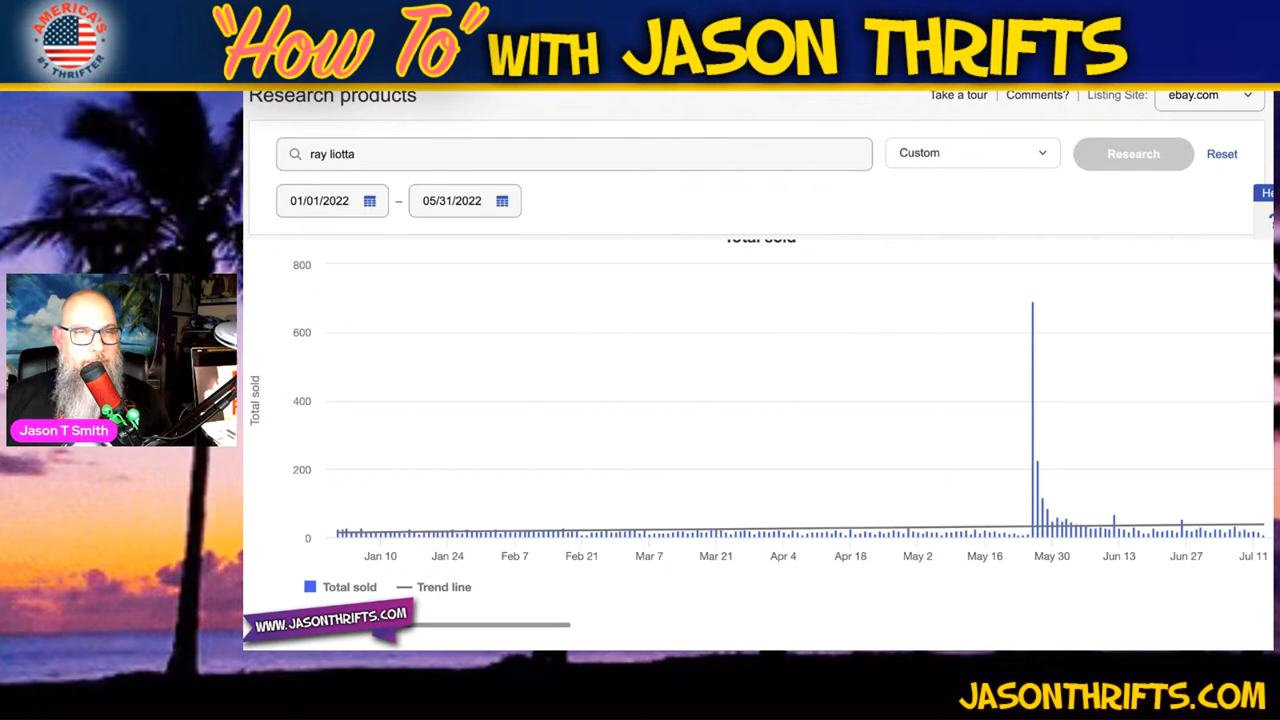 AMERICA'S
#1 THRIFTER
"How To" WITH JASON THRIFTS
Research products
Take a tour | Comments? | Listing Site: ebay.com
ray liotta
Custom
Research
Reset
01/01/2022 – 05/31/2022
He
Total sold
800
600
400
200
0
Total sold
Jan 10 Jan 24 Feb 7 Feb 21 Mar 7 Mar 21 Apr 4 Apr 18 May 2 May 16 May 30 Jun 13 Jun 27 Jul 11
Total sold Trend line
Jason T Smith
WWW.JASONTHRIFTS.COM
JASONTHRIFTS.COM